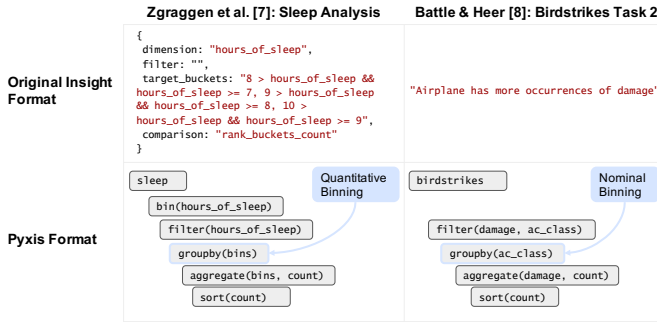 Zgraggen et al. [7]: Sleep Analysis
Battle & Heer [8]: Birdstrikes Task 2
Original Insight
Format
{
dimension: "hours_of_sleep",
filter: "",
target_buckets: "8 > hours_of_sleep &&
hours_of_sleep >= 7, 9 > hours_of_sleep
&& hours_of_sleep >= 8, 10 >
hours_of_sleep && hours_of_sleep >= 9",
comparison: "rank_buckets_count"
}
"Airplane has more occurrences of damage"
Pyxis Format
sleep
Quantitative
Binning
bin(hours_of_sleep)
filter(hours_of_sleep)
groupby(bins)
aggregate(bins, count)
sort(count)
birdstrikes
Nominal
Binning
filter(damage, ac_class)
groupby(ac_class)
aggregate(damage, count)
sort(count)